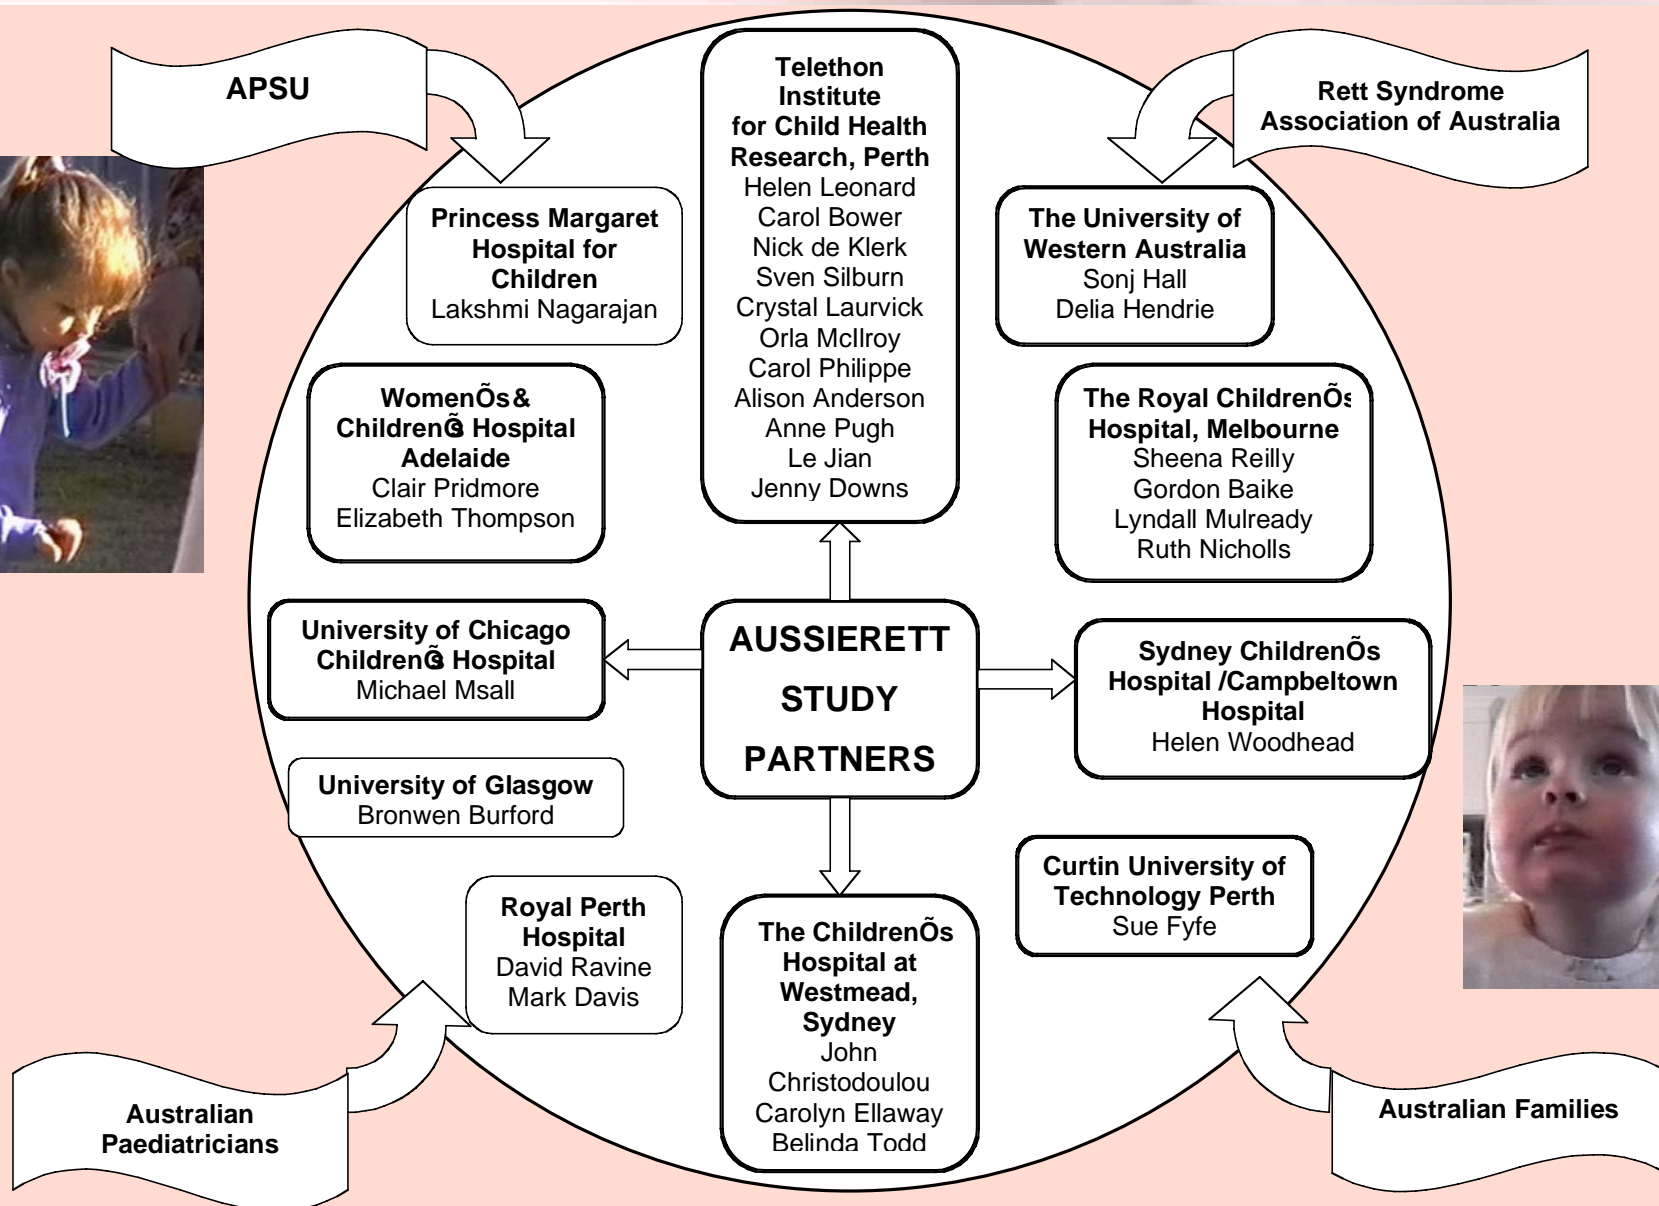 APSU
Rett Syndrome
Association of Australia
Telethon
Institute
for Child Health
Research, Perth
Helen Leonard
Carol Bower
Nick de Klerk
Sven Silburn
Crystal Laurvick
Orla McIlroy
Carol Philippe
Alison Anderson
Anne Pugh
Le Jian
Jenny Downs
Princess Margaret
Hospital for
Children
Lakshmi Nagarajan
The University of
Western Australia
Sonj Hall
Delia Hendrie
WomenÕs &
ChildrenÕs Hospital
Adelaide
Clair Pridmore
Elizabeth Thompson
The Royal ChildrenÕs
Hospital, Melbourne
Sheena Reilly
Gordon Baike
Lyndall Mulready
Ruth Nicholls
University of Chicago
ChildrenÕs Hospital
Michael Msall
AUSSIERETT
STUDY
PARTNERS
Sydney ChildrenÕs
Hospital /Campbeltown
Hospital
Helen Woodhead
University of Glasgow
Bronwen Burford
Curtin University of
Technology Perth
Sue Fyfe
Royal Perth
Hospital
David Ravine
Mark Davis
The ChildrenÕs
Hospital at
Westmead,
Sydney
John
Christodoulou
Carolyn Ellaway
Belinda Todd
Australian
Paediatricians
Australian Families